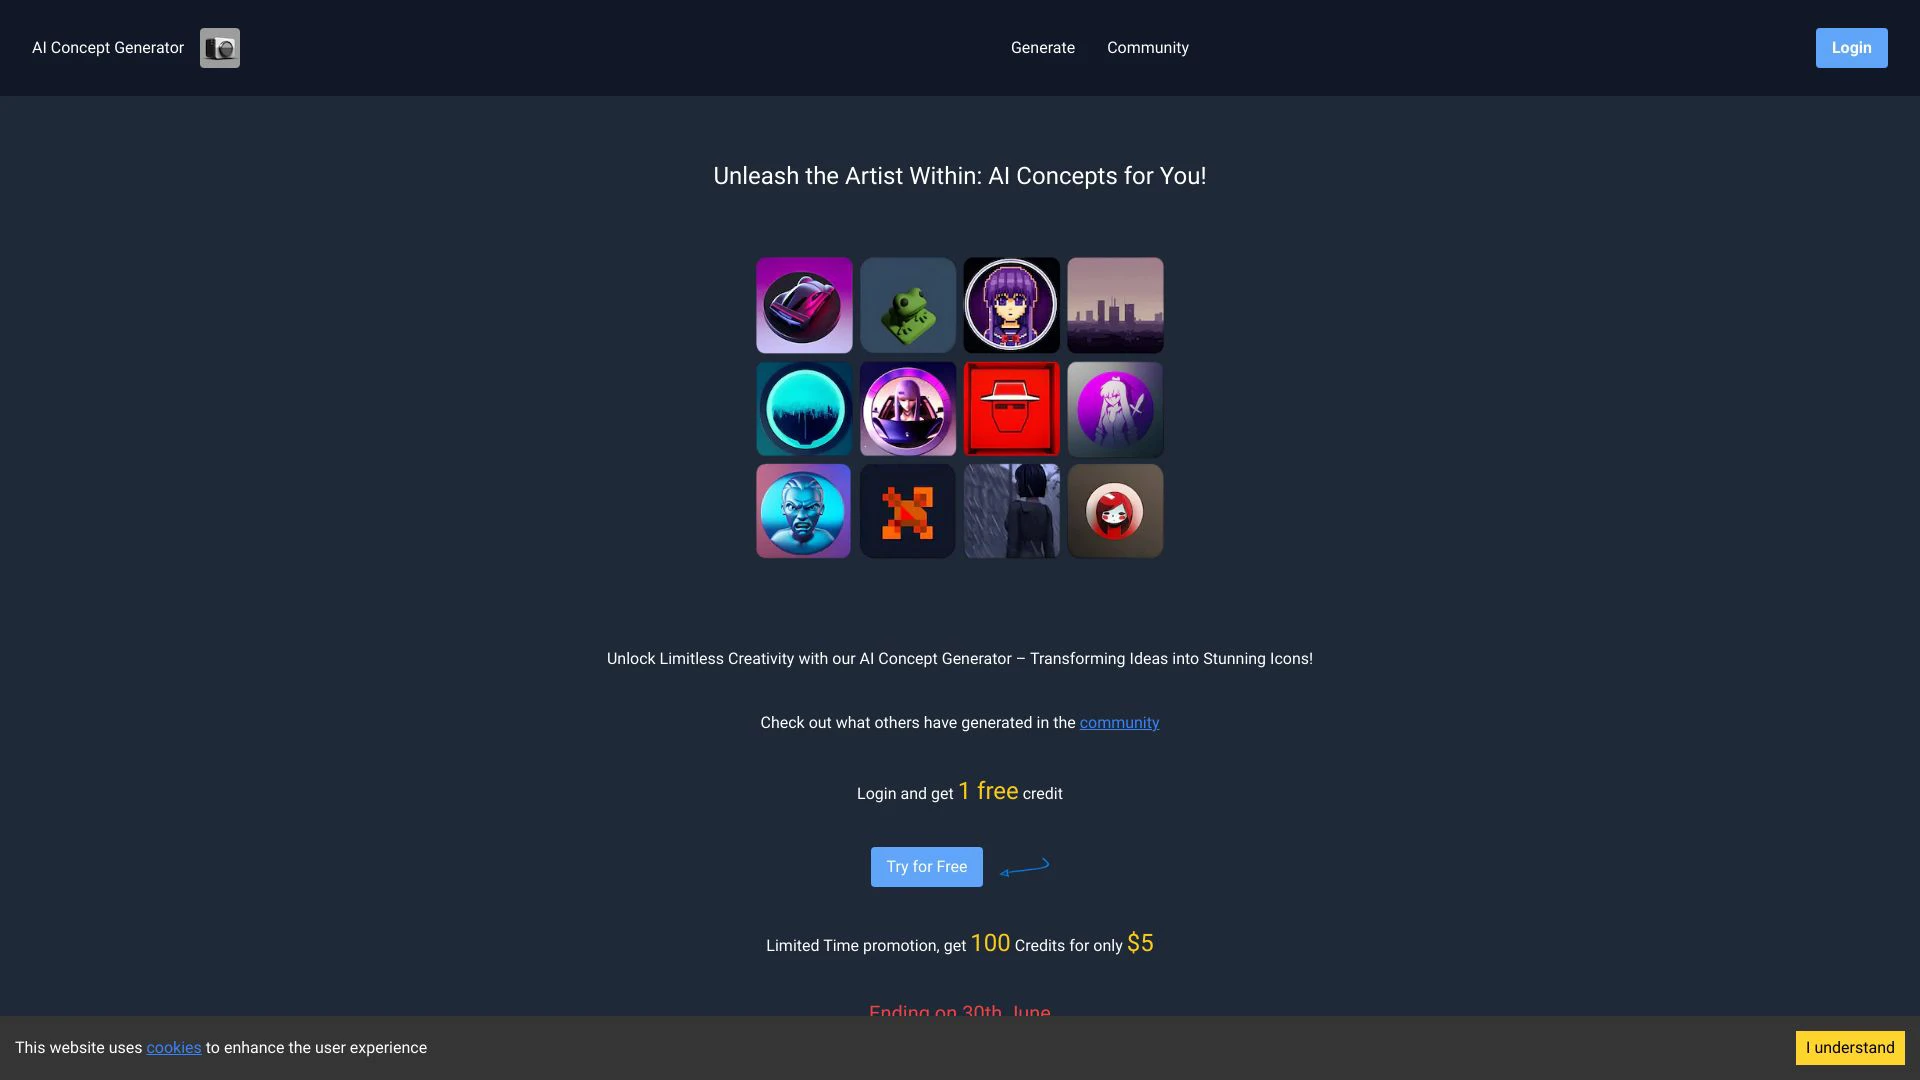 AI Concept Generator
Generate
Community
Login
Unleash the Artist Within: AI Concepts for You!
Unlock Limitless Creativity with our AI Concept Generator – Transforming Ideas into Stunning Icons!
Check out what others have generated in the community
Login and get 1 free credit
Try for Free
Limited Time promotion, get 100 Credits for only $5
Ending on 30th June
This website uses cookies to enhance the user experience
I understand